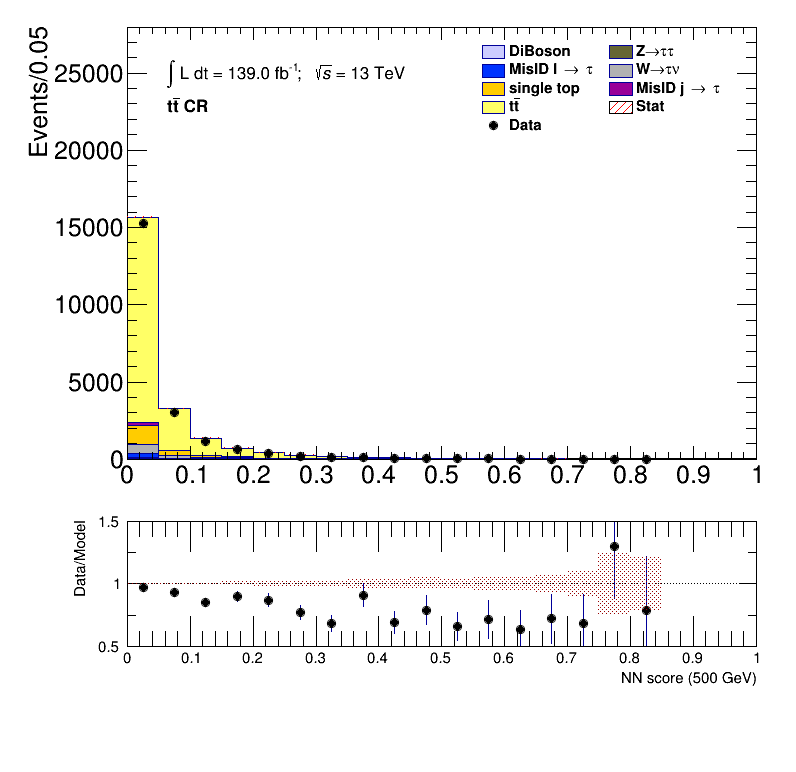 Events/0.05
25000
20000
15000
10000
5000
0
∫ L dt = 139.0 fb⁻¹; √s = 13 TeV
tt̄ CR
DiBoson
MisID l → τ
single top
tt̄
Data
Z→ττ
W→τν
MisID j → τ
Stat
0 0.1 0.2 0.3 0.4 0.5 0.6 0.7 0.8 0.9 1
Data/Model
1.5
1
0.5
0 0.1 0.2 0.3 0.4 0.5 0.6 0.7 0.8 0.9 1
NN score (500 GeV)